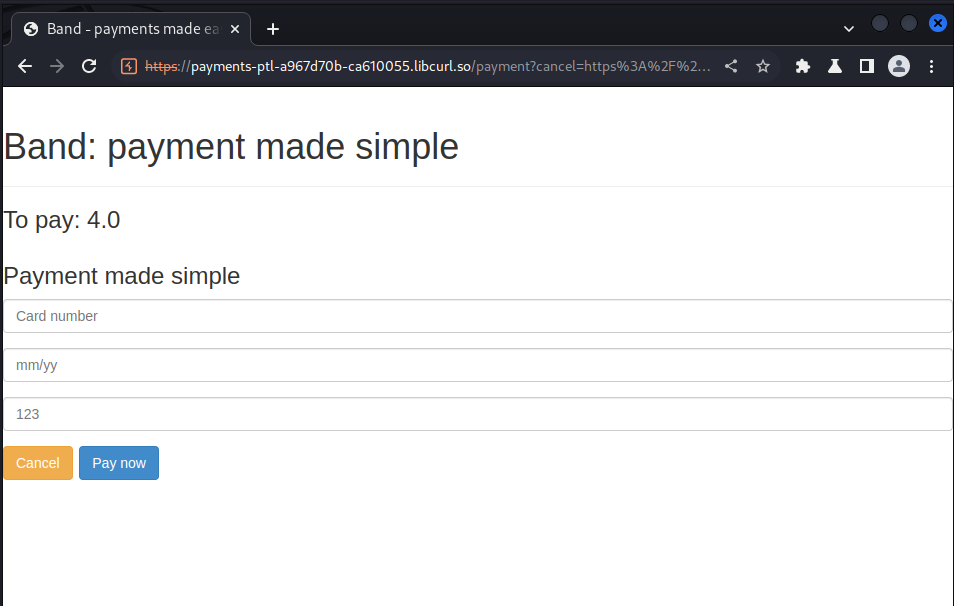 Band - payments made ea
https://payments-ptl-a967d70b-ca610055.libcurl.so/payment?cancel=https%3A%2F%2...
Band: payment made simple
To pay: 4.0
Payment made simple
Card number
mm/yy
123
Cancel Pay now